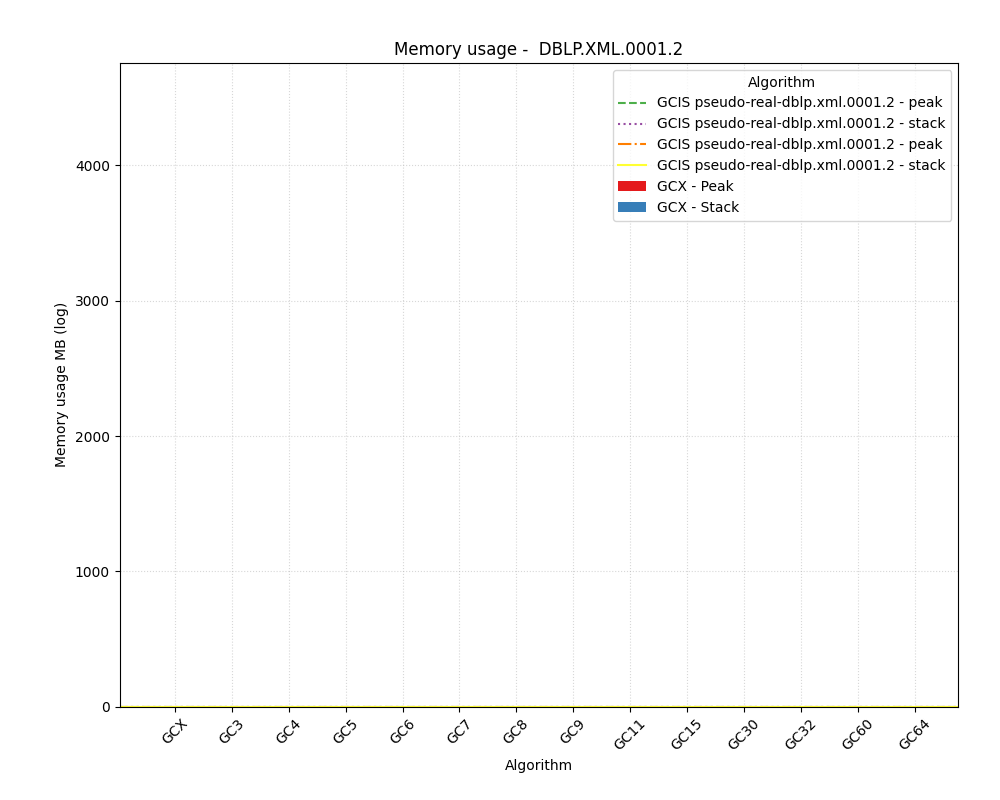 Memory usage -  DBLP.XML.0001.2
Algorithm
GCIS pseudo-real-dblp.xml.0001.2 - peak
GCIS pseudo-real-dblp.xml.0001.2 - stack
GCIS pseudo-real-dblp.xml.0001.2 - peak
GCIS pseudo-real-dblp.xml.0001.2 - stack
GCX - Peak
GCX - Stack
Memory usage MB (log)
4000
3000
2000
1000
0
GCX
GC3
GC4
GC5
GC6
GC7
GC8
GC9
GC11
GC15
GC30
GC32
GC60
GC64
Algorithm